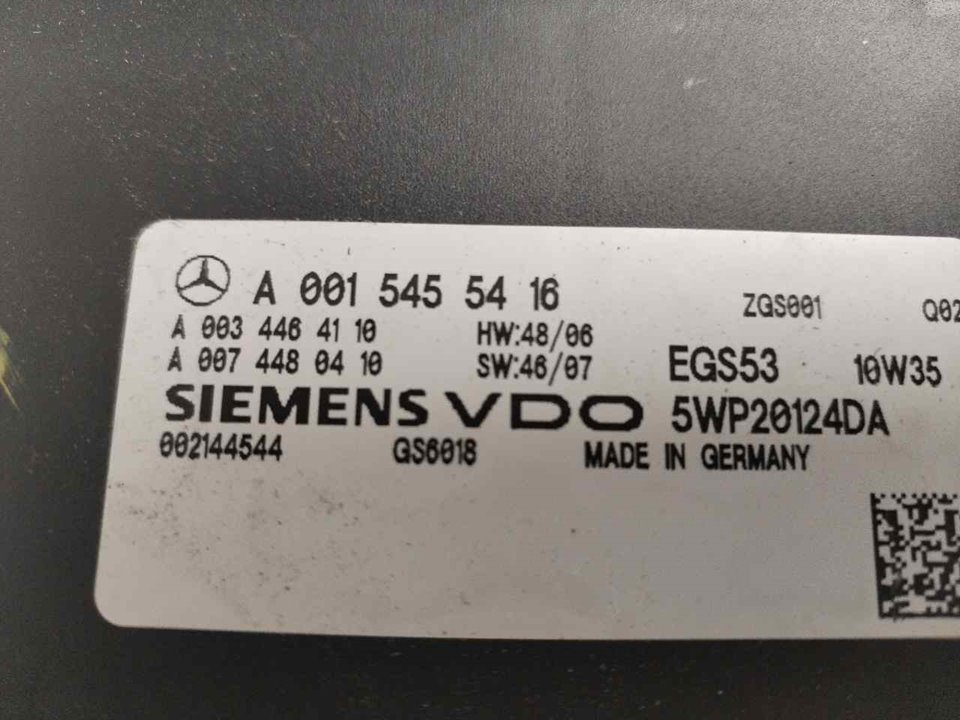 A 001 545 54 16
ZGS001 Q02
A 003 446 41 10 HW:48/06
A 007 448 04 10 SW:46/07 EGS53 10W35
SIEMENS VDO 5WP20124DA
002144544 GS6018 MADE IN GERMANY